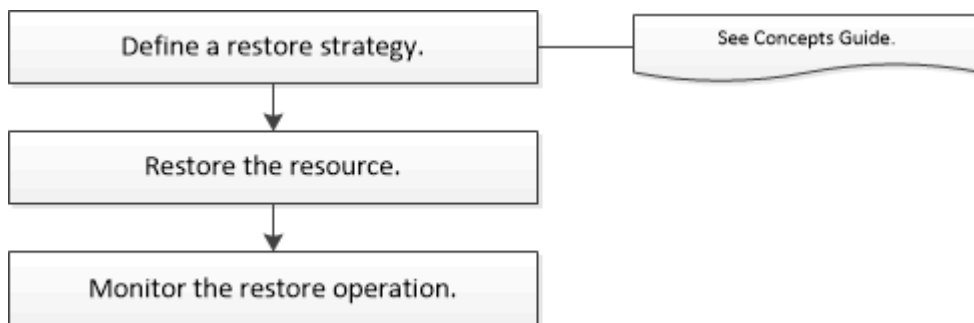 Define a restore strategy.
See Concepts Guide.
Restore the resource.
Monitor the restore operation.